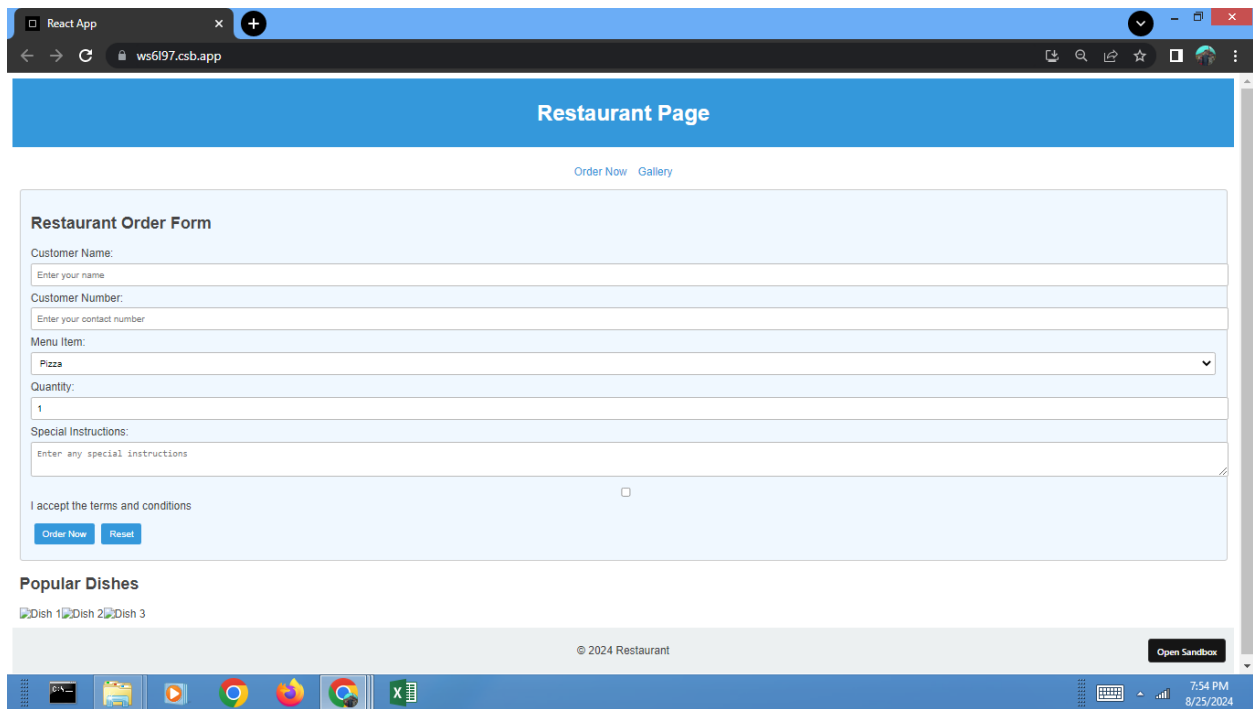 React App
ws6l97.csb.app
Restaurant Page
Order Now Gallery
Restaurant Order Form
Customer Name:
Enter your name
Customer Number:
Enter your contact number
Menu Item:
Pizza
Quantity:
1
Special Instructions:
Enter any special instructions
I accept the terms and conditions
Order Now Reset
Popular Dishes
Dish 1 Dish 2 Dish 3
© 2024 Restaurant
Open Sandbox
C:\
7:54 PM
8/25/2024